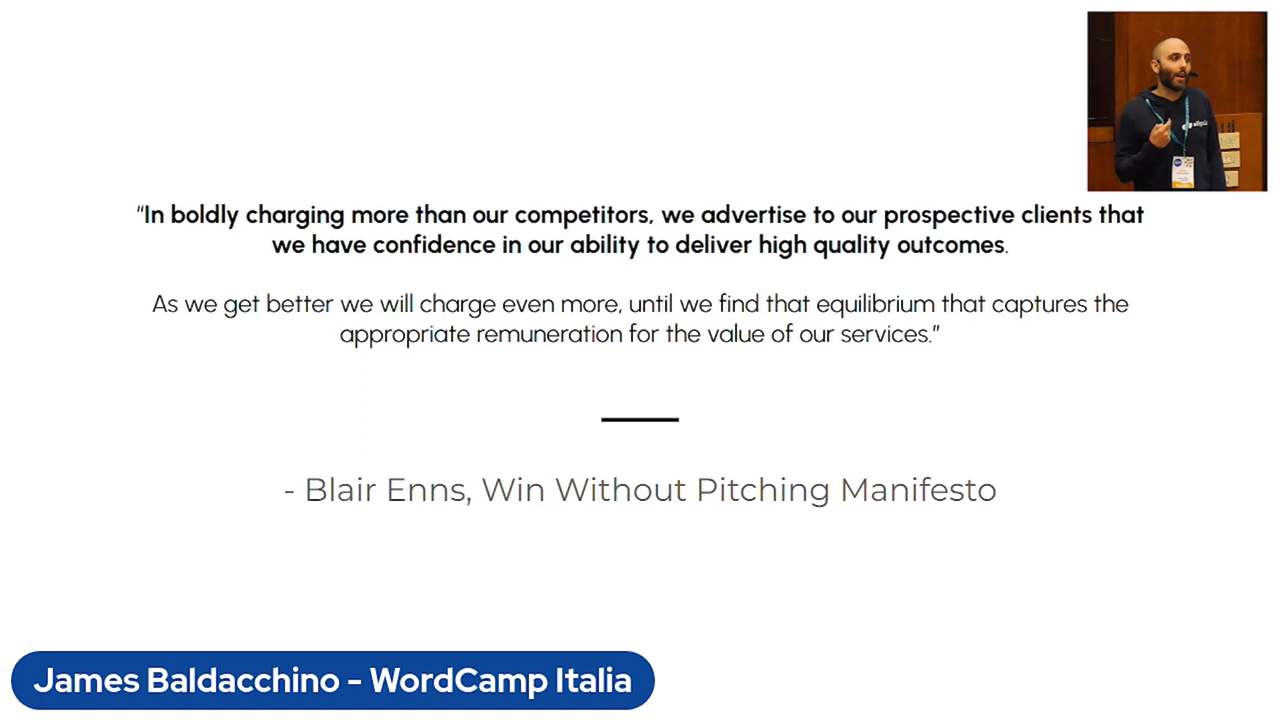 “In boldly charging more than our competitors, we advertise to our prospective clients that
we have confidence in our ability to deliver high quality outcomes.
As we get better we will charge even more, until we find that equilibrium that captures the
appropriate remuneration for the value of our services.”
- Blair Enns, Win Without Pitching Manifesto
James Baldacchino - WordCamp Italia